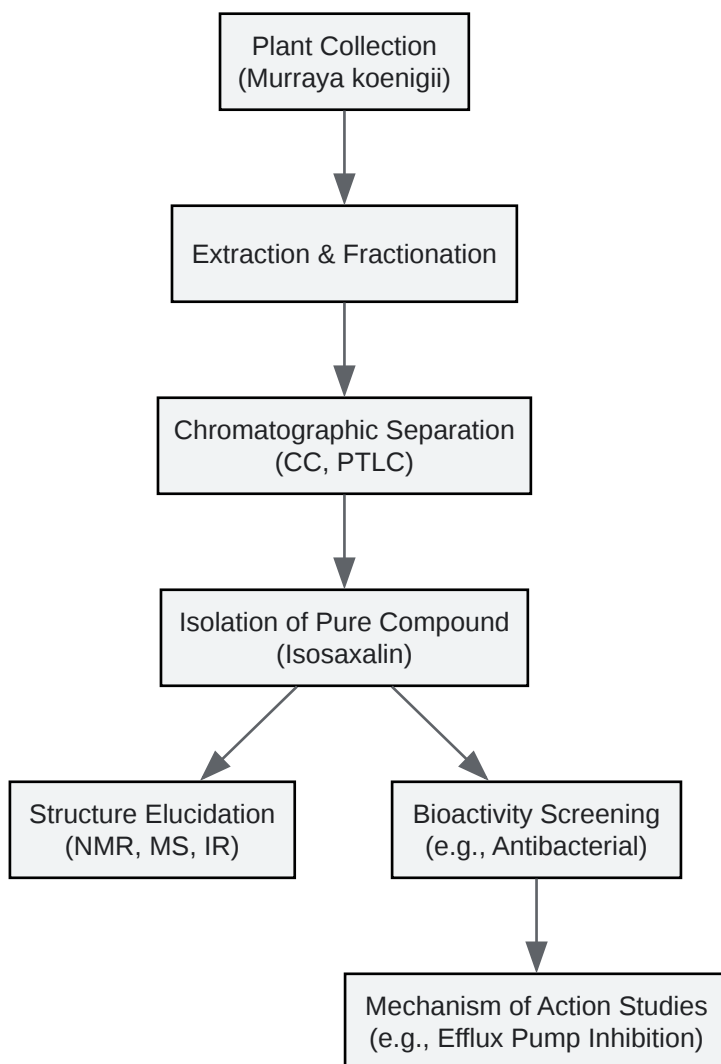 Plant Collection
(Murraya koenigii)
Extraction & Fractionation
Chromatographic Separation
(CC, PTLC)
Isolation of Pure Compound
(Isosaxalin)
Structure Elucidation
(NMR, MS, IR)
Bioactivity Screening
(e.g., Antibacterial)
Mechanism of Action Studies
(e.g., Efflux Pump Inhibition)